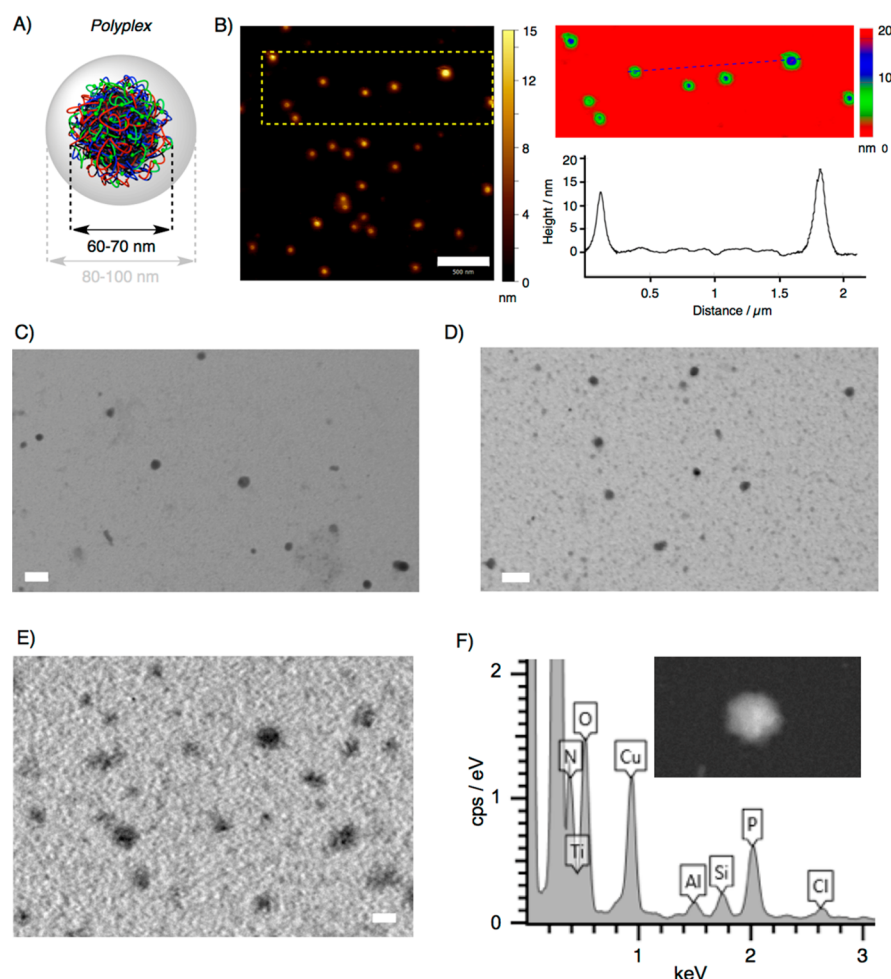 A)
Polyplex
60-70 nm
80-100 nm
B)
15
12
8
4
0
nm
500 nm
20
10
nm 0
Height / nm
20
15
10
5
0
0.5
1
1.5
2
Distance / µm
C)
D)
E)
F)
cps / eV
2
1
0
N
O
Ti
Cu
Al
Si
P
Cl
1
2
3
keV